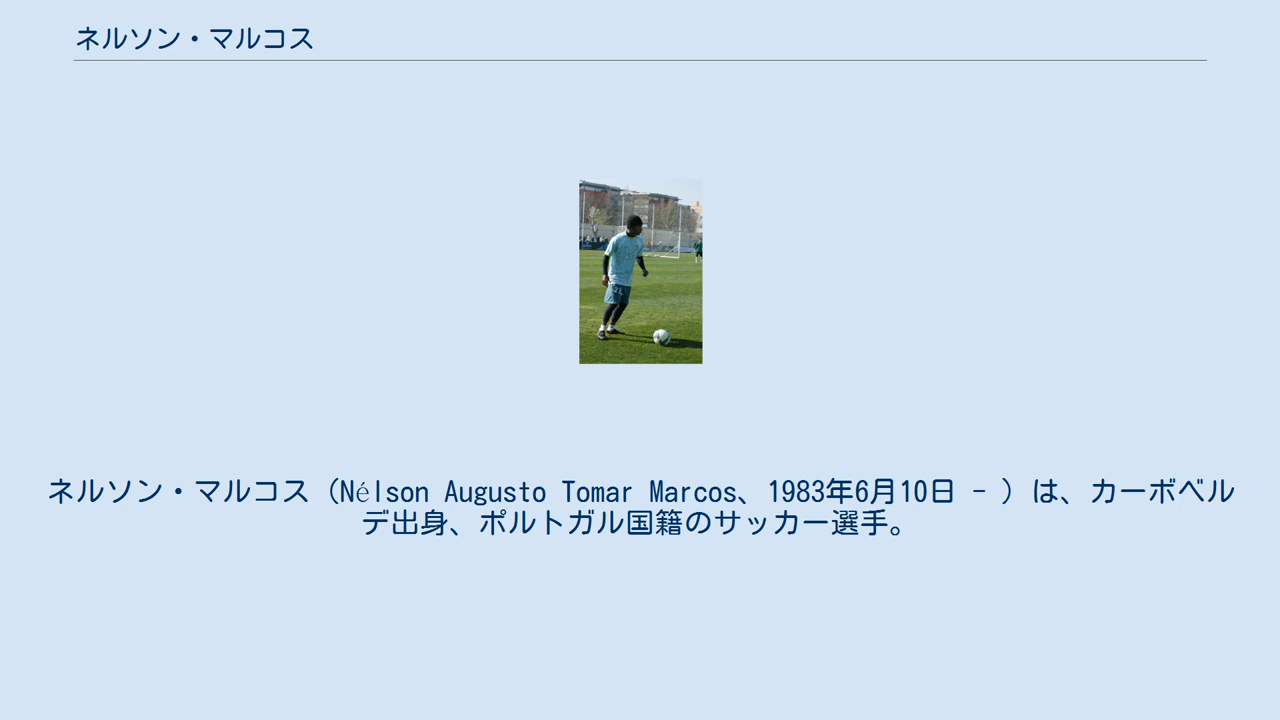 ネルソン・マルコス
ネルソン・マルコス（Nélson Augusto Tomar Marcos、1983年6月10日 - ）は、カーボベル
デ出身、ポルトガル国籍のサッカー選手。